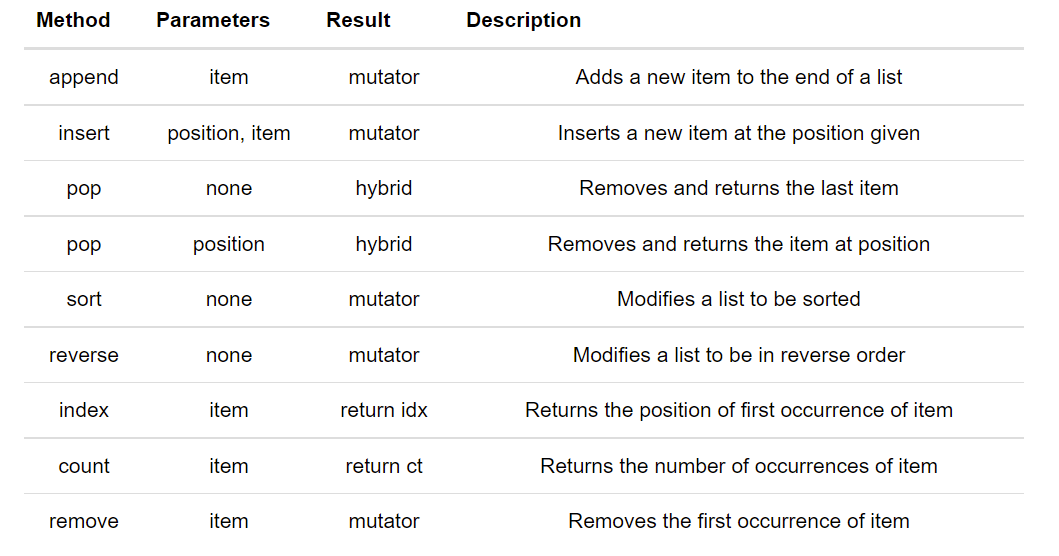 Method Parameters Result Description
append item mutator Adds a new item to the end of a list
insert position, item mutator Inserts a new item at the position given
pop none hybrid Removes and returns the last item
pop position hybrid Removes and returns the item at position
sort none mutator Modifies a list to be sorted
reverse none mutator Modifies a list to be in reverse order
index item return idx Returns the position of first occurrence of item
count item return ct Returns the number of occurrences of item
remove item mutator Removes the first occurrence of item